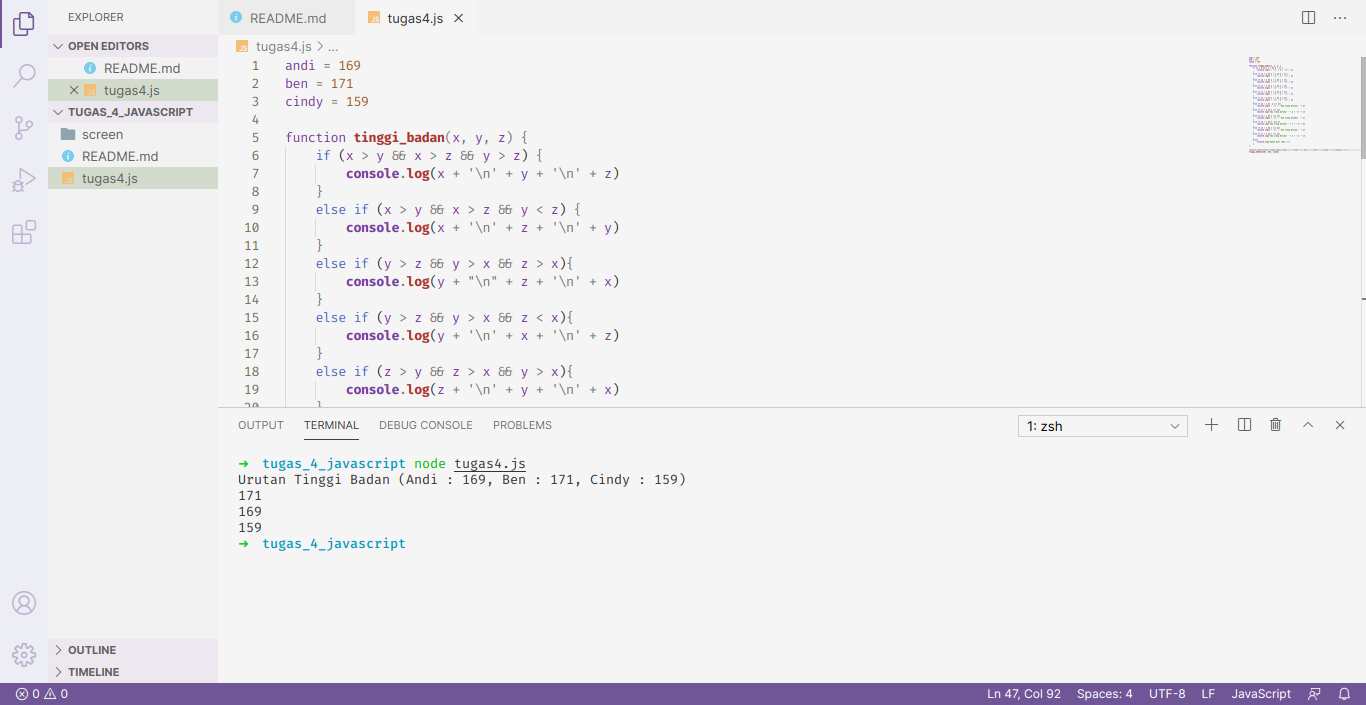 EXPLORER
OPEN EDITORS
README.md
tugas4.js
TUGAS_4_JAVASCRIPT
screen
README.md
tugas4.js
OUTLINE
TIMELINE
README.md
tugas4.js
tugas4.js > ...
1 andi = 169
2 ben = 171
3 cindy = 159
4
5 function tinggi_badan(x, y, z) {
6 if (x > y && x > z && y > z) {
7 console.log(x + '\n' + y + '\n' + z)
8 }
9 else if (x > y && x > z && y < z) {
10 console.log(x + '\n' + z + '\n' + y)
11 }
12 else if (y > z && y > x && z > x){
13 console.log(y + "\n" + z + '\n' + x)
14 }
15 else if (y > z && y > x && z < x){
16 console.log(y + '\n' + x + '\n' + z)
17 }
18 else if (z > y && z > x && y > x){
19 console.log(z + '\n' + y + '\n' + x)
20 }
OUTPUT TERMINAL DEBUG CONSOLE PROBLEMS 1: zsh
➜ tugas_4_javascript node tugas4.js
Urutan Tinggi Badan (Andi : 169, Ben : 171, Cindy : 159)
171
169
159
➜ tugas_4_javascript
0 0 Ln 47, Col 92 Spaces: 4 UTF-8 LF JavaScript